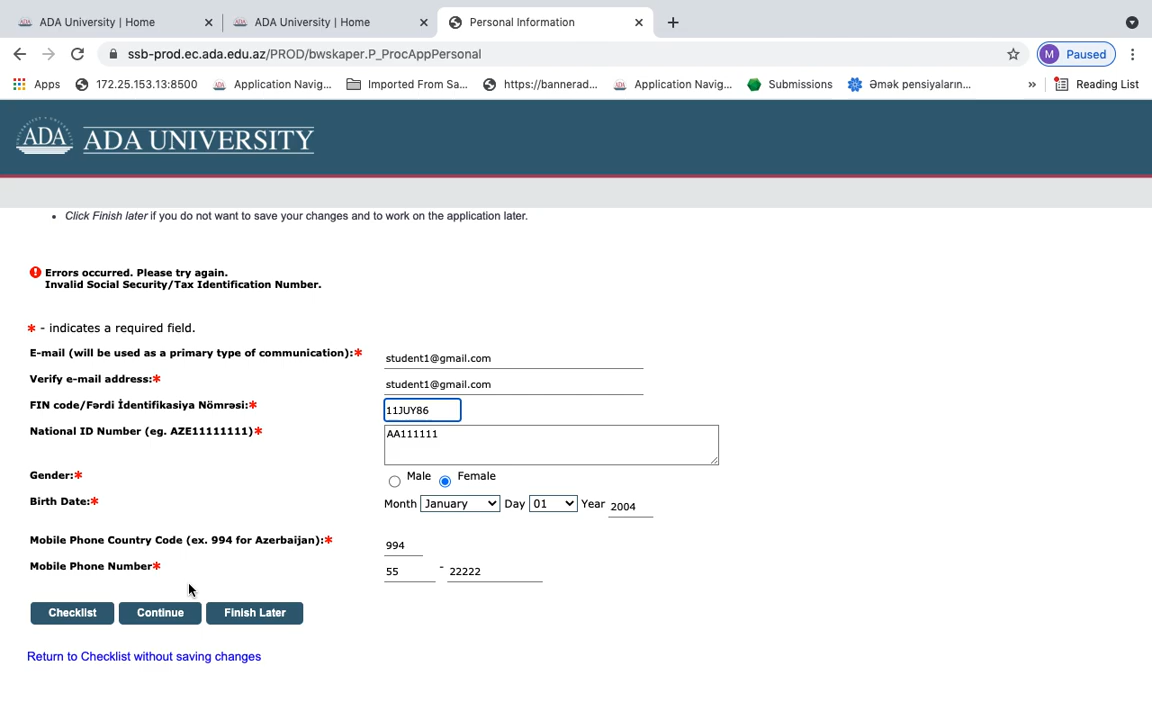 ADA University | Home
ADA University | Home
Personal Information
ssb-prod.ec.ada.edu.az/PROD/bwskaper.P_ProcAppPersonal
M Paused
Apps
172.25.153.13:8500
Application Navig...
Imported From Sa...
https://bannerad...
Application Navig...
Submissions
Əmək pensiyaların...
»
Reading List
ADA
ADA UNIVERSITY
• Click Finish later if you do not want to save your changes and to work on the application later.
Errors occurred. Please try again.
Invalid Social Security/Tax Identification Number.
* - indicates a required field.
E-mail (will be used as a primary type of communication):* student1@gmail.com
Verify e-mail address:* student1@gmail.com
FIN code/Fərdi İdentifikasiya Nömrəsi:* 11JUY86
National ID Number (eg. AZE11111111)* AA111111
Gender:* Male Female
Birth Date:* Month January Day 01 Year 2004
Mobile Phone Country Code (ex. 994 for Azerbaijan):* 994
Mobile Phone Number* 55 - 22222
Checklist Continue Finish Later
Return to Checklist without saving changes